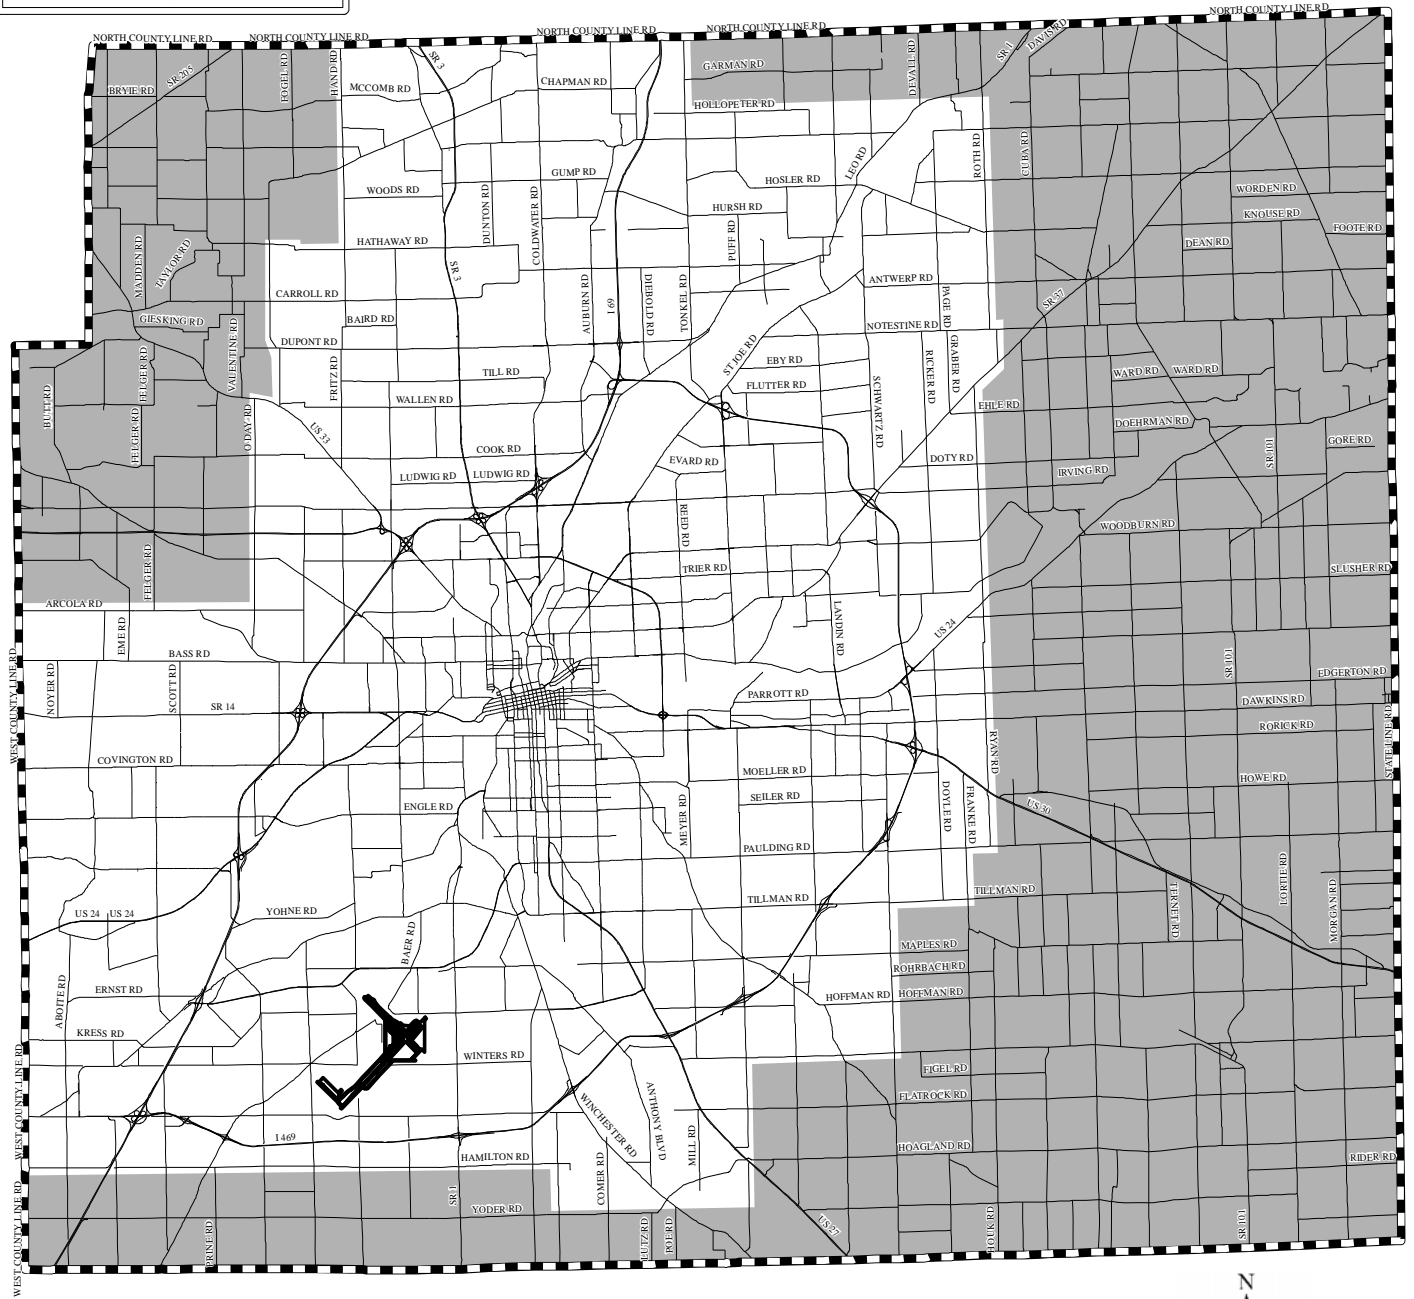 NORTH COUNTY LINE RD
NORTH COUNTY LINE RD
NORTH COUNTY LINE RD
NORTH COUNTY LINE RD
NORTH COUNTY LINE RD
DAVIS RD
SR 1
SR 3
GARMAN RD
DEVALL RD
SR 205
BRYIE RD
FOGEL RD
HAND RD
MCCOMB RD
CHAPMAN RD
HOLLOPETER RD
LEO RD
ROTH RD
CUBA RD
GUMP RD
WOODS RD
DUNTON RD
COLDWATER RD
HOSLER RD
WORDEN RD
HURSH RD
KNOUSE RD
PUFF RD
FOOTE RD
DEAN RD
HATHAWAY RD
MADDEN RD
TAYLOR RD
SR 3
ANTWERP RD
CARROLL RD
AUBURN RD
I 69
DIEBOLD RD
TONKEL RD
PAGE RD
SR 37
GIESKING RD
BAIRD RD
NOTESTINE RD
VALENTINE RD
DUPONT RD
ST JOE RD
EBY RD
GRABER RD
RICKER RD
FELGER RD
FRITZ RD
TILL RD
FLUTTER RD
WARD RD
WARD RD
BUTT RD
WALLEN RD
SCHWARTZ RD
EHLE RD
DOEHRMAN RD
FELGER RD
O DAY RD
US 33
GORE RD
SR 101
COOK RD
EVARD RD
DOTY RD
IRVING RD
LUDWIG RD
LUDWIG RD
REED RD
WOODBURN RD
FELGER RD
TRIER RD
SLUSHER RD
ARCOLA RD
EME RD
LANDIN RD
US 24
BASS RD
WEST COUNTY LINE RD
NOYER RD
SCOTT RD
SR 101
EDGERTON RD
PARROTT RD
DAWKINS RD
SR 14
RORICK RD
STATE LINE RD
RYAN RD
COVINGTON RD
MOELLER RD
HOWE RD
SEILER RD
DOYLE RD
FRANKE RD
US 30
ENGLE RD
MEYER RD
PAULDING RD
LORTIE RD
TILLMAN RD
TILLMAN RD
TERNET RD
MORGAN RD
US 24
US 24
YOHNE RD
BAER RD
MAPLES RD
ROHRBACH RD
ABOITE RD
ERNST RD
HOFFMAN RD
HOFFMAN RD
KRESS RD
WINTERS RD
FIGEL RD
WEST COUNTY LINE RD
FLATROCK RD
WINCHESTER RD
ANTHONY BLVD
MILL RD
I 469
HOAGLAND RD
HAMILTON RD
RIDER RD
COMER RD
WEST COUNTY LINE RD
SR 1
YODER RD
PRINE RD
LUTZ RD
POE RD
US 27
HOUK RD
SR 101
N